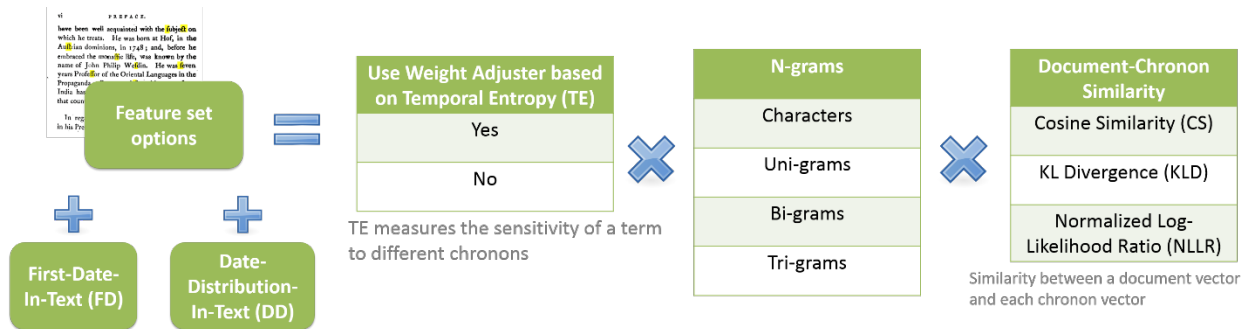 vi PREFACE.
have been well acquainted with the ſubject on
which he treats. He was born at Hof, in the
Auſtrian dominions, in 1748; and, before he
embraced the monaſtic life, was known by the
name of John Philip Weſdin. He was ſeven
years Profeſſor of the Oriental Languages in the
Propaganda
India
that
In
in his
Feature set
options
First-Date-
In-Text (FD)
Date-
Distribution-
In-Text (DD)
Use Weight Adjuster based
on Temporal Entropy (TE)
Yes
No
TE measures the sensitivity of a term
to different chronons
N-grams
Characters
Uni-grams
Bi-grams
Tri-grams
Document-Chronon
Similarity
Cosine Similarity (CS)
KL Divergence (KLD)
Normalized Log-
Likelihood Ratio (NLLR)
Similarity between a document vector
and each chronon vector